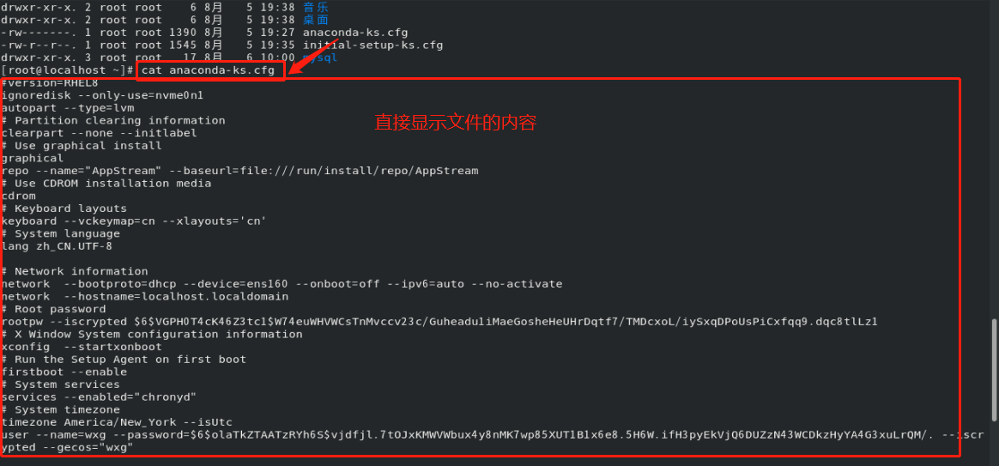 drwxr-xr-x. 2 root root    6 8月   5 19:38 音乐
drwxr-xr-x. 2 root root    6 8月   5 19:38 桌面
-rw-------. 1 root root 1390 8月   5 19:27 anaconda-ks.cfg
-rw-r--r--. 1 root root 1545 8月   5 19:35 initial-setup-ks.cfg
drwxr-xr-x. 3 root root   17 8月   6 10:00 mysql
[root@localhost ~]# cat anaconda-ks.cfg
#version=RHEL8
ignoredisk --only-use=nvme0n1
autopart --type=lvm
直接显示文件的内容
# Partition clearing information
clearpart --none --initlabel
# Use graphical install
graphical
repo --name="AppStream" --baseurl=file:///run/install/repo/AppStream
# Use CDROM installation media
cdrom
# Keyboard layouts
keyboard --vckeymap=cn --xlayouts='cn'
# System language
lang zh_CN.UTF-8

# Network information
network  --bootproto=dhcp --device=ens160 --onboot=off --ipv6=auto --no-activate
network  --hostname=localhost.localdomain
# Root password
rootpw --iscrypted $6$VGPH0T4cK46Z3tc1$W74euWHVWCsTnMvccv23c/GuheaduliMaeGosheHeUHrDqtf7/TMDcxoL/iySxqDPoUsPiCxfqq9.dqc8tlLz1
# X Window System configuration information
xconfig  --startxonboot
# Run the Setup Agent on first boot
firstboot --enable
# System services
services --enabled="chronyd"
# System timezone
timezone America/New_York --isUtc
user --name=wxg --password=$6$olaTkZTAATzRYh6S$vjdfjl.7tOJxKMWVWbux4y8nMK7wp85XUT1B1x6e8.5H6W.ifH3pyEkVjQ6DUZzN43WCDkzHyYA4G3xuLrQM/. --iscr
ypted --gecos="wxg"